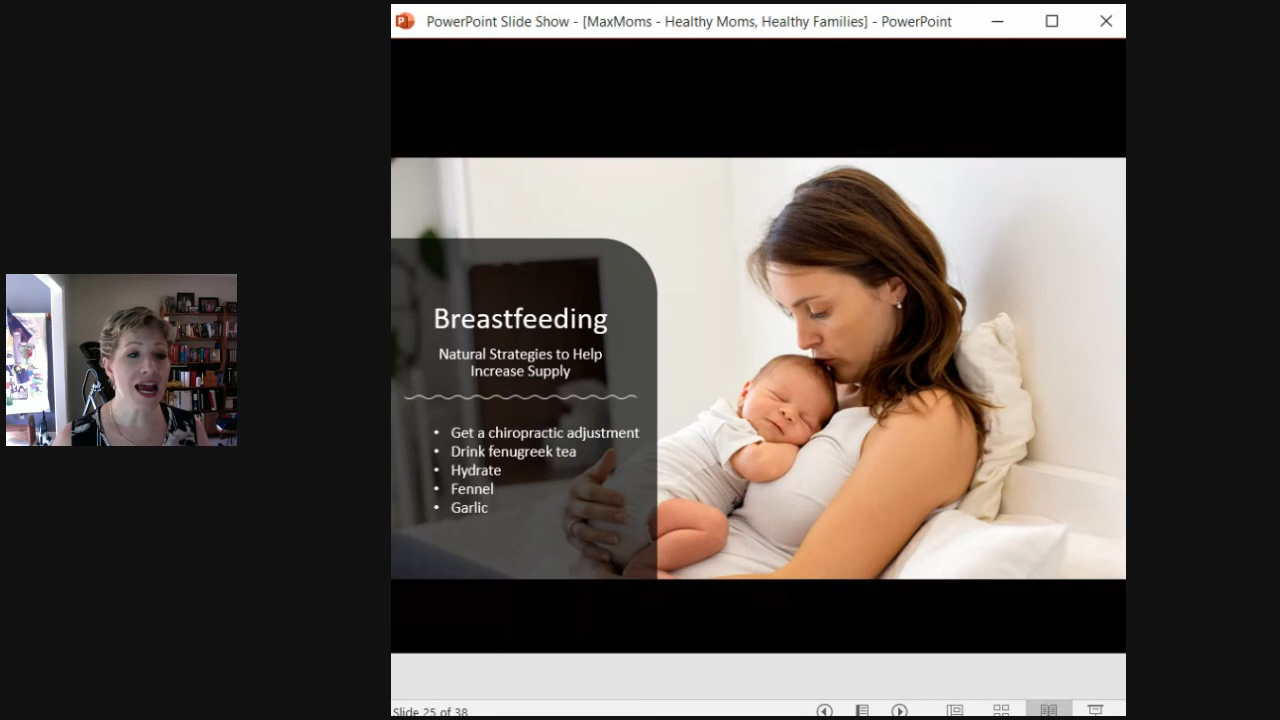 PowerPoint Slide Show - [MaxMoms - Healthy Moms, Healthy Families] - PowerPoint
Breastfeeding
Natural Strategies to Help
Increase Supply
• Get a chiropractic adjustment
• Drink fenugreek tea
• Hydrate
• Fennel
• Garlic
Slide 25 of 38